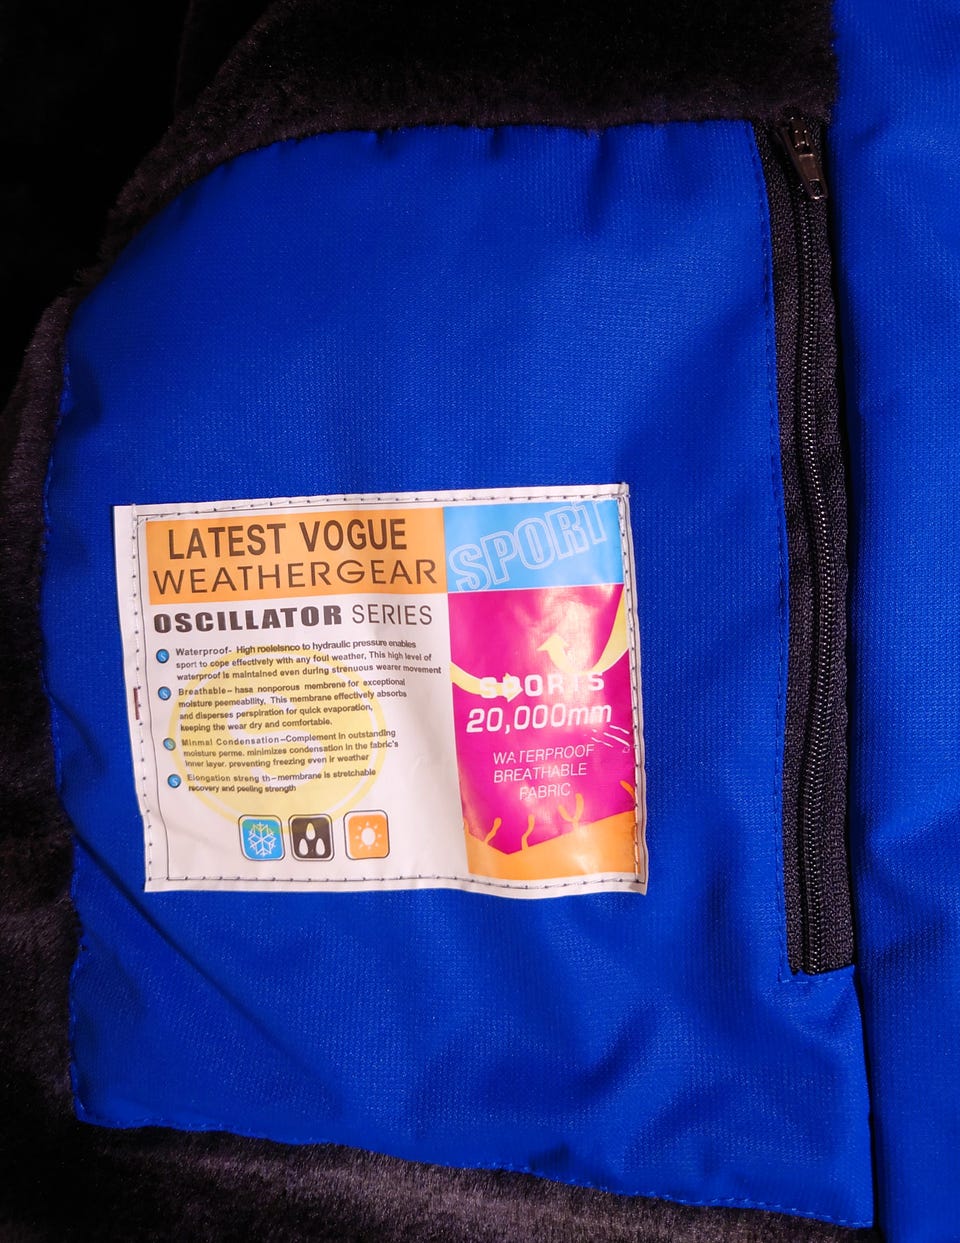 LATEST VOGUE
WEATHERGEAR
SPORT
OSCILLATOR SERIES
Waterproof- High roelelsnco to hydraulic pressure enables
sport to cope effectively with any foul weather, This high level of
waterproof is maintained even during strenuous wearer movement
Breathable-hasa nonporous membrene for exceptional
moisture peemeability, This membrane effectively absorbs
and disperses perspiration for quick evaporation,
keeping the wear dry and comfortable.
Minmal Condensation-Complement in outstanding
moisture perme. minimizes condensation in the fabric's
inner layer. preventing freezing even ir weather
Elongation streng th-membrane is stretchable
recovery and peeling strength
SPORTS
20,000mm
WATERPROOF
BREATHABLE
FABRIC